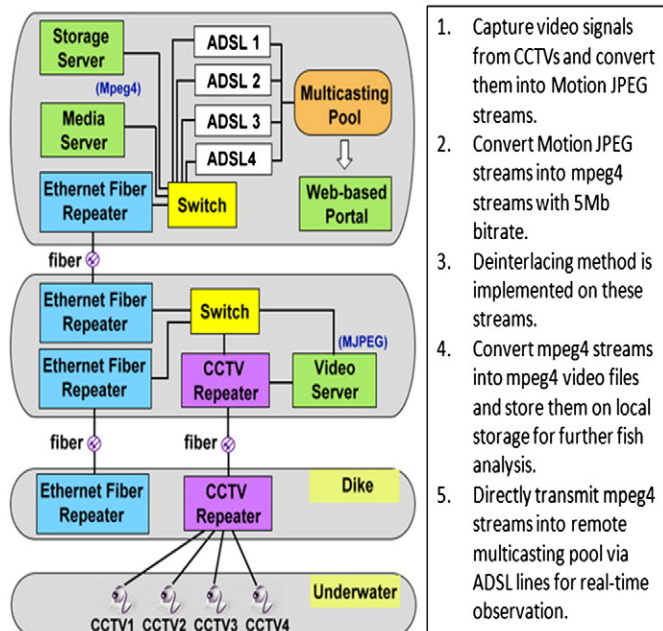 Storage
Server
(Mpeg4)
Media
Server
Ethernet Fiber
Repeater
ADSL 1
ADSL 2
ADSL 3
ADSL4
Switch
Multicasting
Pool
Web-based
Portal
fiber
Ethernet Fiber
Repeater
Switch
(MJPEG)
Ethernet Fiber
Repeater
CCTV
Repeater
Video
Server
fiber
fiber
Ethernet Fiber
Repeater
CCTV
Repeater
Dike
Underwater
CCTV1 CCTV2 CCTV3 CCTV4
1. Capture video signals
from CCTVs and convert
them into Motion JPEG
streams.
2. Convert Motion JPEG
streams into mpeg4
streams with 5Mb
bitrate.
3. Deinterlacing method is
implemented on these
streams.
4. Convert mpeg4 streams
into mpeg4 video files
and store them on local
storage for further fish
analysis.
5. Directly transmit mpeg4
streams into remote
multicasting pool via
ADSL lines for real-time
observation.